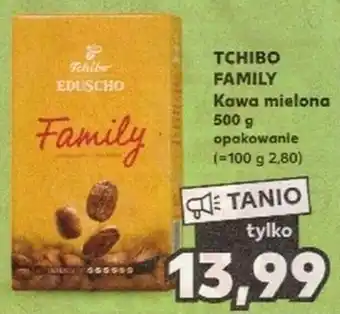 Tchibo
EDUSCHO
Family
TCHIBO
FAMILY
Kawa mielona
500 g
opakowanie
(=100 g 2,80)
TANIO
tylko
13,99